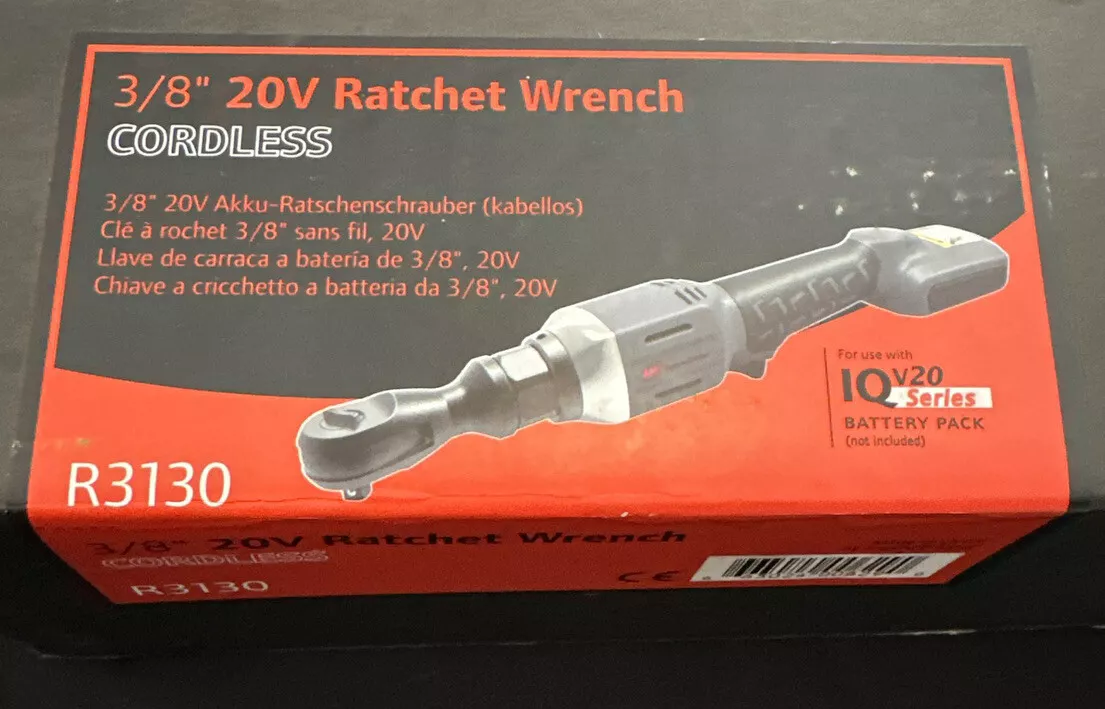 3/8" 20V Ratchet Wrench
CORDLESS
3/8" 20V Akku-Ratschenschrauber (kabellos)
Clé à rochet 3/8" sans fil, 20V
Llave de carraca a batería de 3/8", 20V
Chiave a cricchetto a batteria da 3/8", 20V
For use with
IQV20
Series
BATTERY PACK
(not included)
R3130
3/8" 20V Ratchet Wrench
CORDLESS
R3130
CE